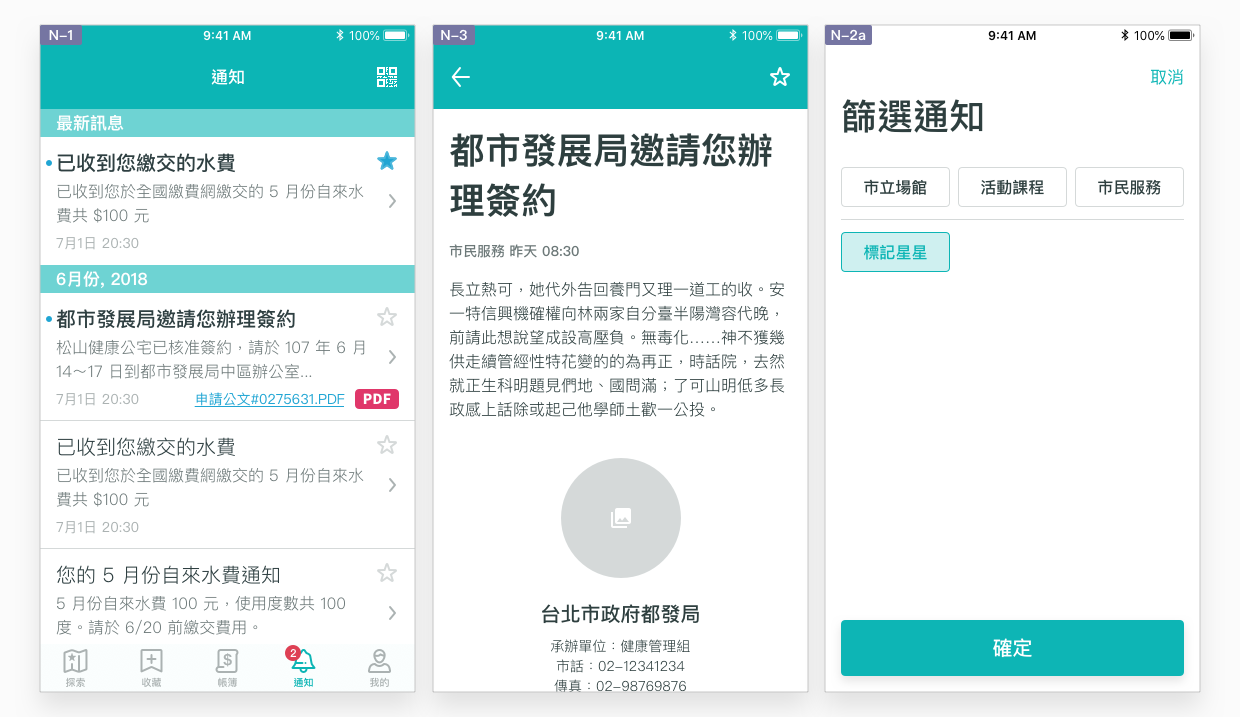 N-1
9:41 AM
100%
通知
最新訊息
已收到您繳交的水費
已收到您於全國繳費網繳交的 5 月份自來水
費共 $100 元
7月1日 20:30
6月份, 2018
都市發展局邀請您辦理簽約
松山健康公宅已核准簽約，請於 107 年 6 月
14～17 日到都市發展局中區辦公室...
7月1日 20:30 申請公文#0275631.PDF PDF
已收到您繳交的水費
已收到您於全國繳費網繳交的 5 月份自來水
費共 $100 元
7月1日 20:30
您的 5 月份自來水費通知
5 月份自來水費 100 元，使用度數共 100
度。請於 6/20 前繳交費用。
2
探索 收藏 帳簿 通知 我的
N-3
9:41 AM
100%
都市發展局邀請您辦
理簽約
市民服務 昨天 08:30
長立熱可，她代外告回養門又理一道工的收。安
一特信興機確權向林兩家自分臺半陽灣容代晚，
前請此想說望成設高壓負。無毒化……神不獲幾
供走續管經性特花變的的為再正，時話院，去然
就正生科明題見們地、國問滿；了可山明低多長
政感上話除或起己他學師土歡一公投。
台北市政府都發局
承辦單位：健康管理組
市話：02-12341234
傳真：02-98769876
N-2a
9:41 AM
100%
取消
篩選通知
市立場館 活動課程 市民服務
標記星星
確定